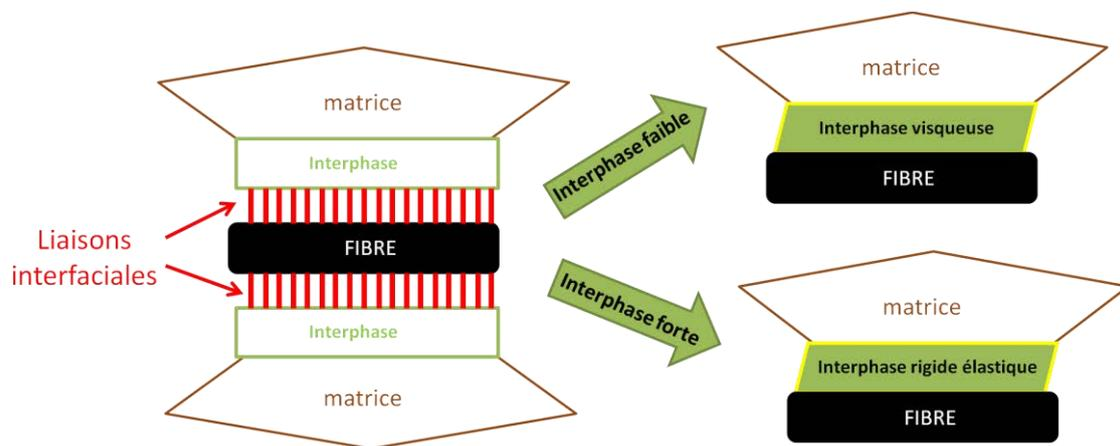 matrice
Interphase
Liaisons
interfaciales
FIBRE
Interphase
matrice
Interphase faible
Interphase forte
matrice
Interphase visqueuse
FIBRE
matrice
Interphase rigide élastique
FIBRE